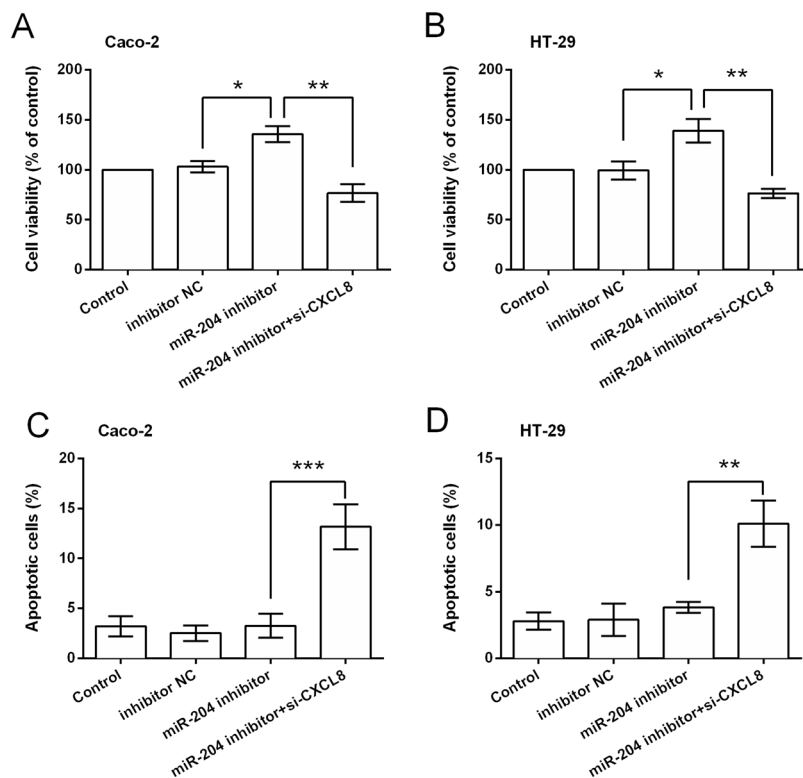 A
Caco-2
Cell viability (% of control)
200
150
100
50
0
*
**
Control
inhibitor NC
miR-204 inhibitor
miR-204 inhibitor+si-CXCL8
B
HT-29
Cell viability (% of control)
200
150
100
50
0
*
**
Control
inhibitor NC
miR-204 inhibitor
miR-204 inhibitor+si-CXCL8
C
Caco-2
Apoptotic cells (%)
20
15
10
5
0
***
Control
inhibitor NC
miR-204 inhibitor
miR-204 inhibitor+si-CXCL8
D
HT-29
Apoptotic cells (%)
15
10
5
0
**
Control
inhibitor NC
miR-204 inhibitor
miR-204 inhibitor+si-CXCL8